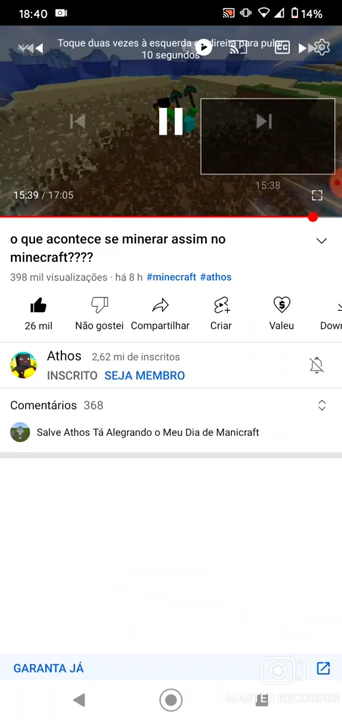 18:40
14%
Toque duas vezes à esquerda ou direita para pular
10 segundos
15:38
15:39 / 17:05
o que acontece se minerar assim no
minecraft????
398 mil visualizações · há 8 h #minecraft #athos
26 mil
Não gostei
Compartilhar
Criar
Valeu
Down
Athos 2,62 mi de inscritos
INSCRITO SEJA MEMBRO
Comentários 368
Salve Athos Tá Alegrando o Meu Dia de Manicraft
GARANTA JÁ
MASTER RECORDER